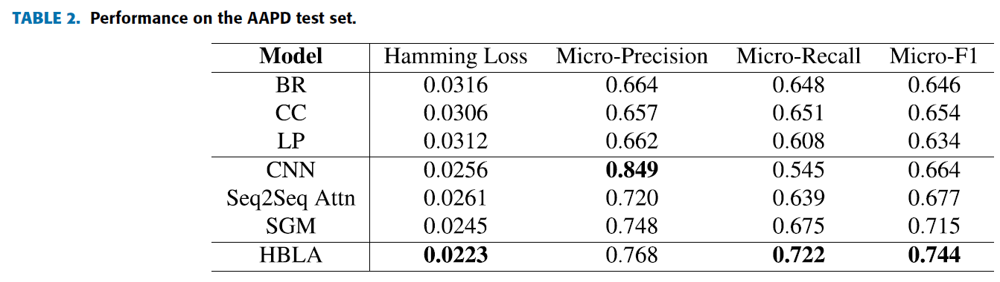 TABLE 2. Performance on the AAPD test set.
Model Hamming Loss Micro-Precision Micro-Recall Micro-F1
BR 0.0316 0.664 0.648 0.646
CC 0.0306 0.657 0.651 0.654
LP 0.0312 0.662 0.608 0.634
CNN 0.0256 0.849 0.545 0.664
Seq2Seq Attn 0.0261 0.720 0.639 0.677
SGM 0.0245 0.748 0.675 0.715
HBLA 0.0223 0.768 0.722 0.744